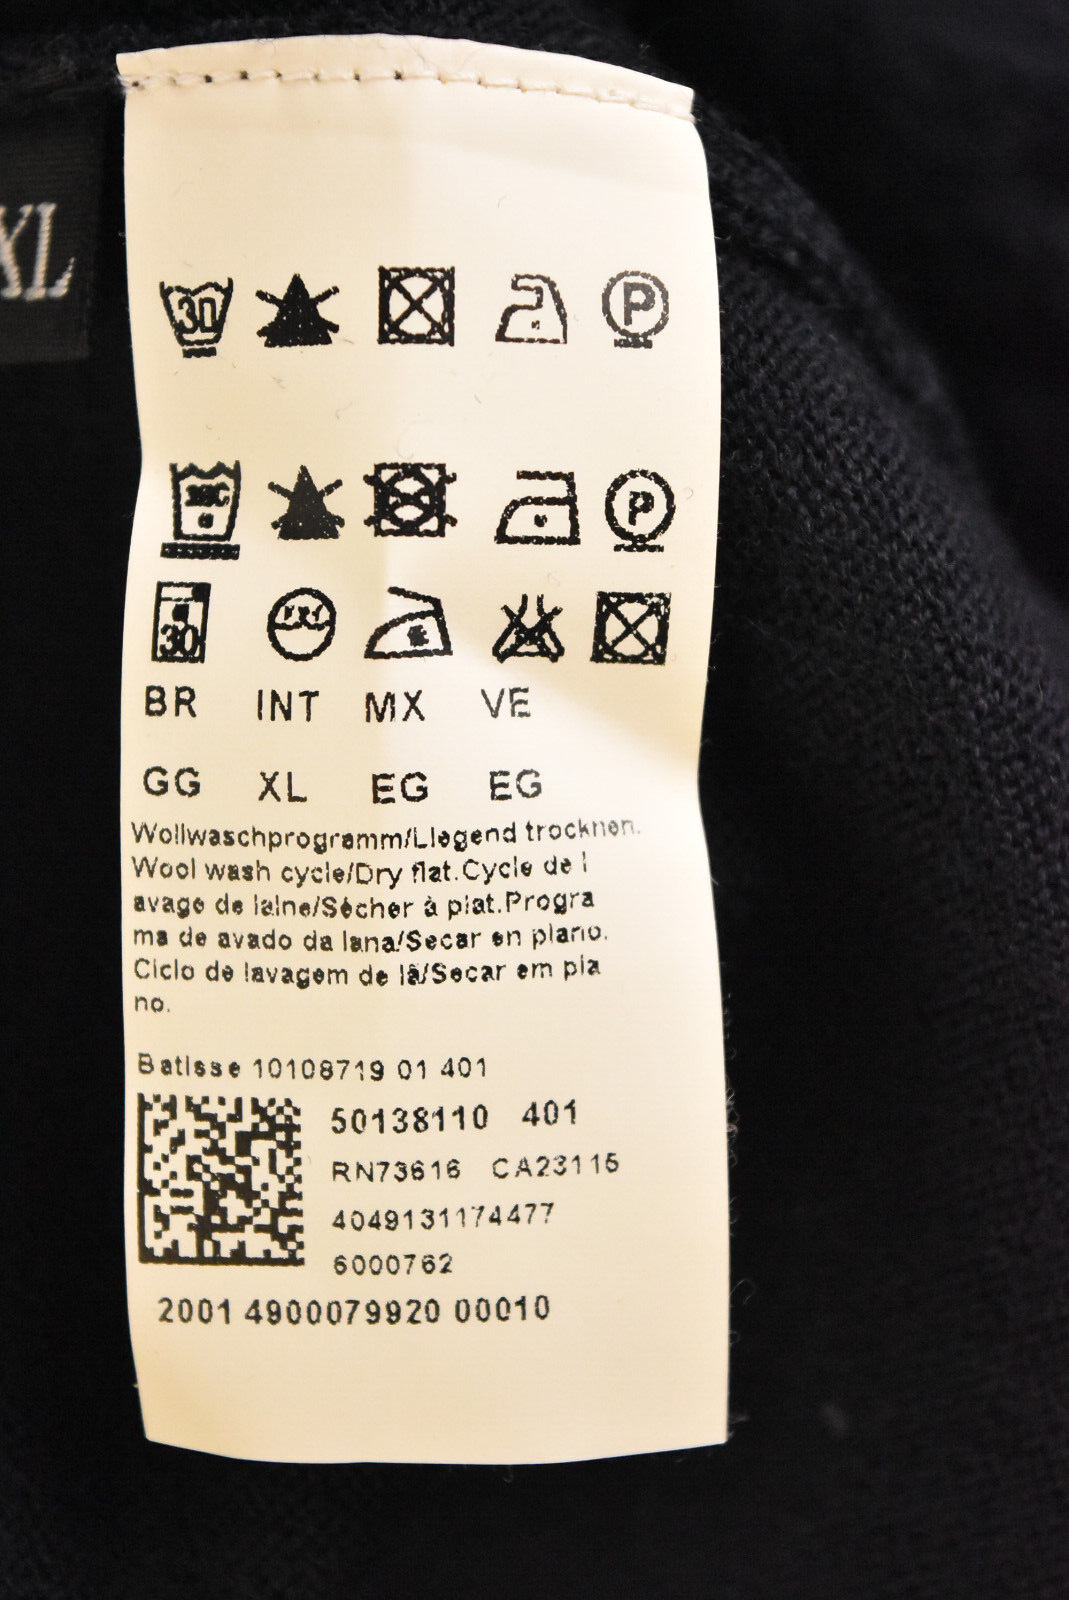 XL
30
P
30C
P
30
BR INT MX VE
GG XL EG EG
Wollwaschprogramm/Liegend trocknen.
Wool wash cycle/Dry flat.Cycle de l
avage de laine/Sécher à plat.Progra
ma de avado da lana/Secar en plano.
Ciclo de lavagem de lã/Secar em pla
no.
Batisse 10108719 01 401
50138110 401
RN73616 CA23115
4049131174477
6000762
2001 4900079920 00010